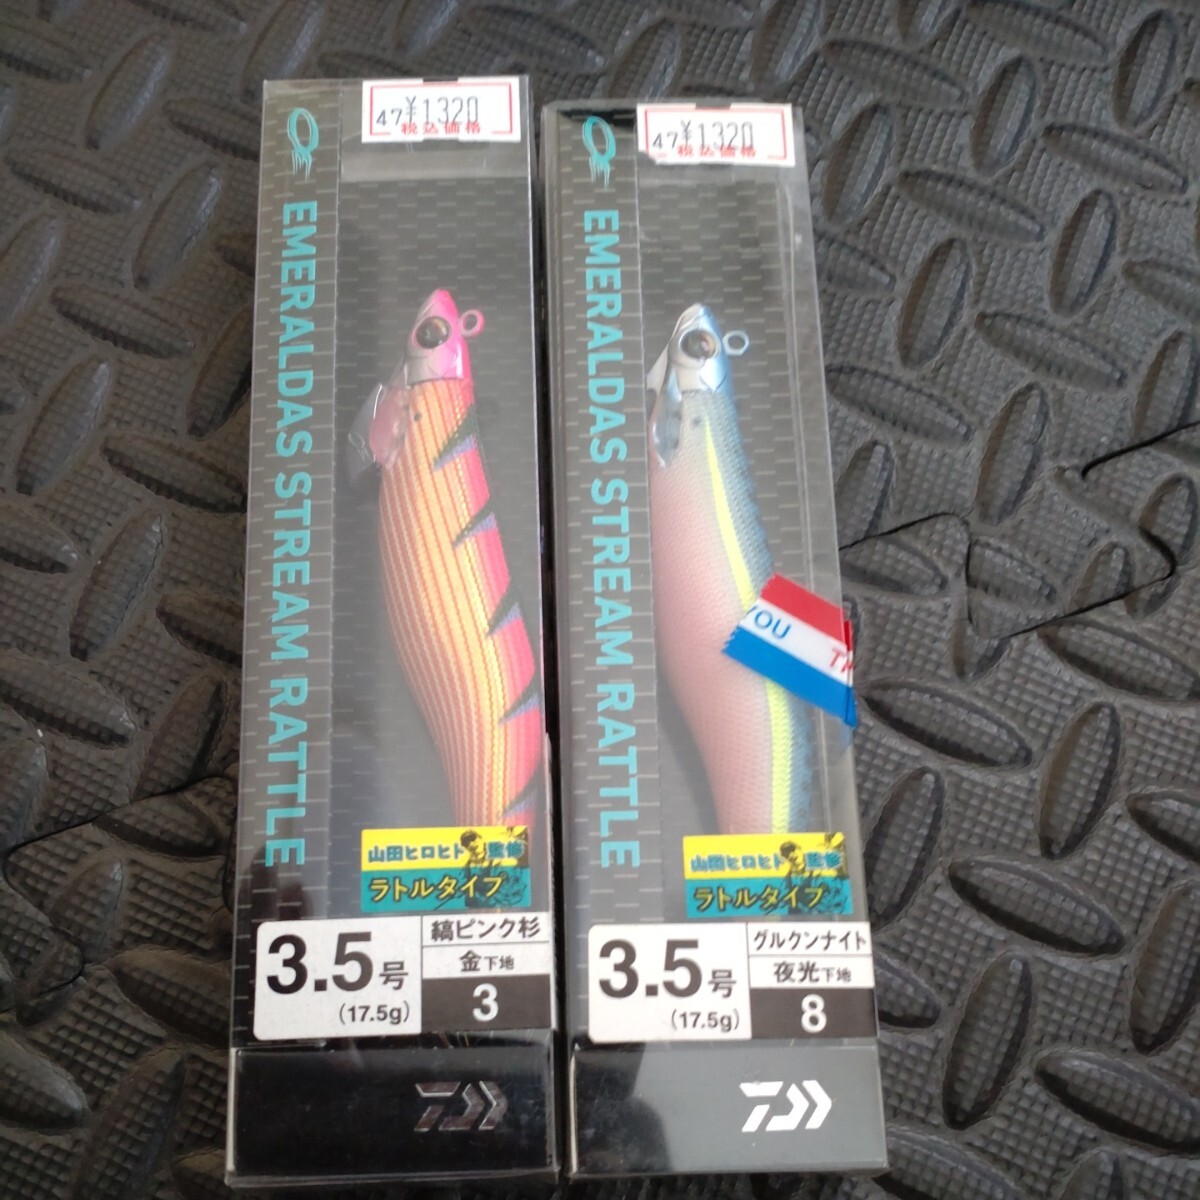 47 ¥1320
税込価格
EMERALDAS STREAM RATTLE
山田ヒロヒト 監修
ラトルタイプ
3.5号
(17.5g)
縞ピンク杉
金下地
3
47 ¥1320
税込価格
EMERALDAS STREAM RATTLE
YOU
TA
山田ヒロヒト 監修
ラトルタイプ
3.5号
(17.5g)
グルクンナイト
夜光下地
8